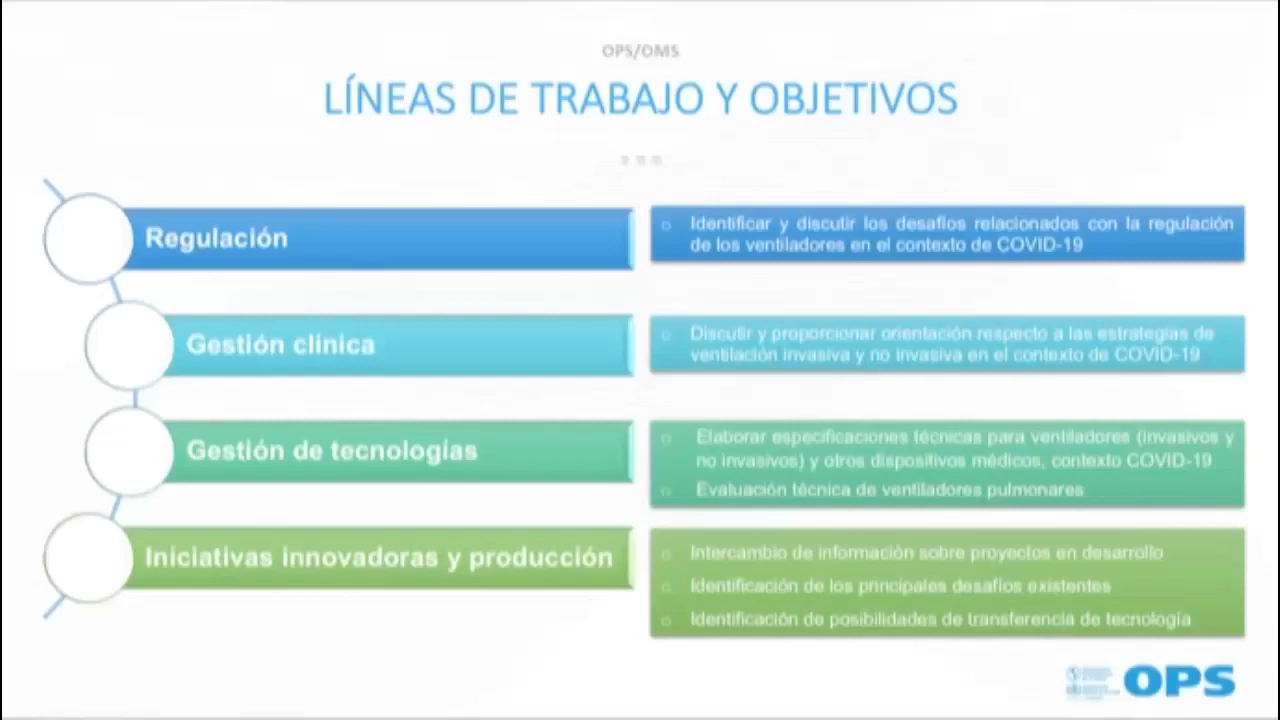 OPS/OMS
LÍNEAS DE TRABAJO Y OBJETIVOS
Regulación
Identificar y discutir los desafíos relacionados con la regulación
de los ventiladores en el contexto de COVID-19
Gestión clínica
Discutir y proporcionar orientación respecto a las estrategias de
ventilación invasiva y no invasiva en el contexto de COVID-19
Gestión de tecnologías
Elaborar especificaciones técnicas para ventiladores (invasivos y
no invasivos) y otros dispositivos médicos, contexto COVID-19
Evaluación técnica de ventiladores pulmonares
Iniciativas innovadoras y producción
Intercambio de información sobre proyectos en desarrollo
Identificación de los principales desafíos existentes
Identificación de posibilidades de transferencia de tecnología
OPS